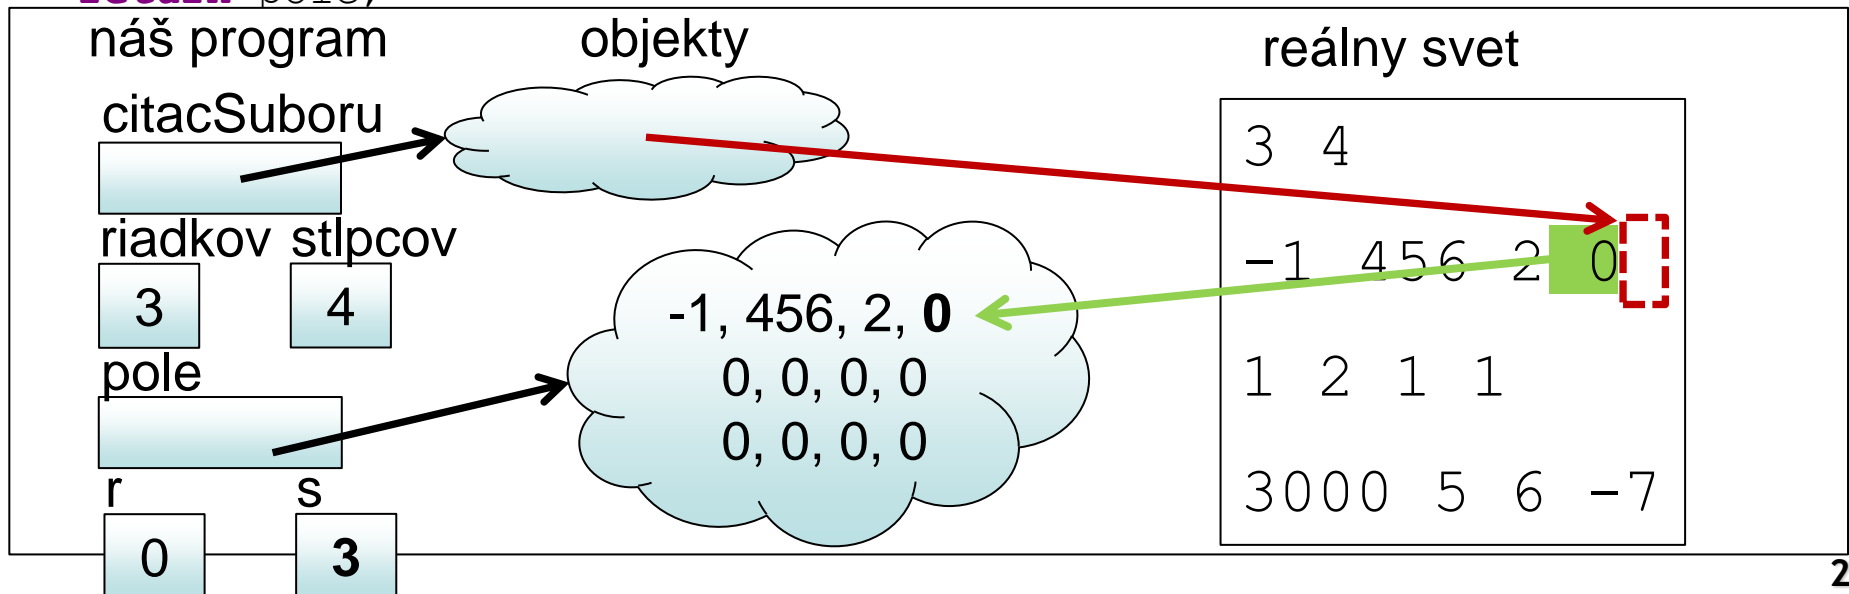 return pole;
náš program
objekty
reálny svet
citacSuboru
riadkov stlpcov
3 4
pole
r s
0 3
-1, 456, 2, 0
0, 0, 0, 0
0, 0, 0, 0
3 4
-1 456 2 0
1 2 1 1
3000 5 6 -7
2